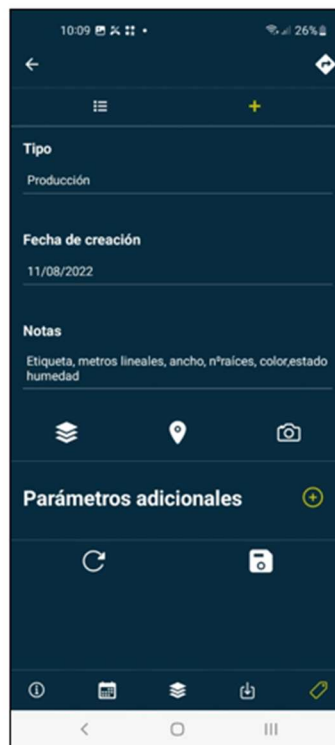 10:09
26%
Tipo
Producción
Fecha de creación
11/08/2022
Notas
Etiqueta, metros lineales, ancho, nºraíces, color,estado
humedad
Parámetros adicionales